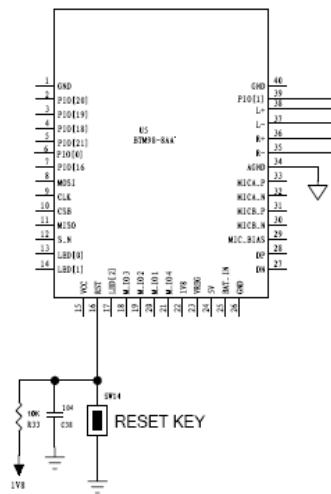 1 GND
2 PIO[20]
3 PIO[19]
4 PIO[18]
5 PIO[21]
6 PIO[0]
7 PIO[16
8 MOSI
9 CLK
10 CSB
11 MISO
12 S.N
13 LED[0]
14 LED[1]
U5
BTM98-8AA
GND 40
PIO[1] 39
L+ 38
L- 37
R+ 36
R- 35
AGND 34
MICA_P 33
MICA_N 32
MICB_P 31
MICB_N 30
MIC_BIAS 29
DP 28
DN 27
VCC 15
RST 16
LED[2] 17
M_IO3 18
M_IO2 19
M_IO1 20
M_IO4 21
1V8 22
VREG 23
5V 24
BAT_IN 25
GND 26
10K
R33
104
C38
SW14
RESET KEY
1V8